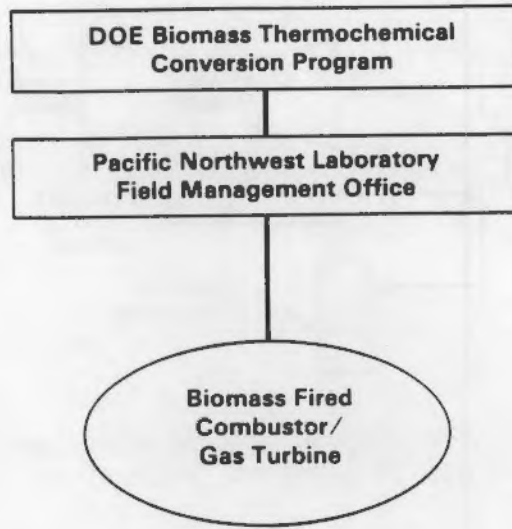 DOE Biomass Thermochemical
Conversion Program
Pacific Northwest Laboratory
Field Management Office
Biomass Fired
Combustor/
Gas Turbine